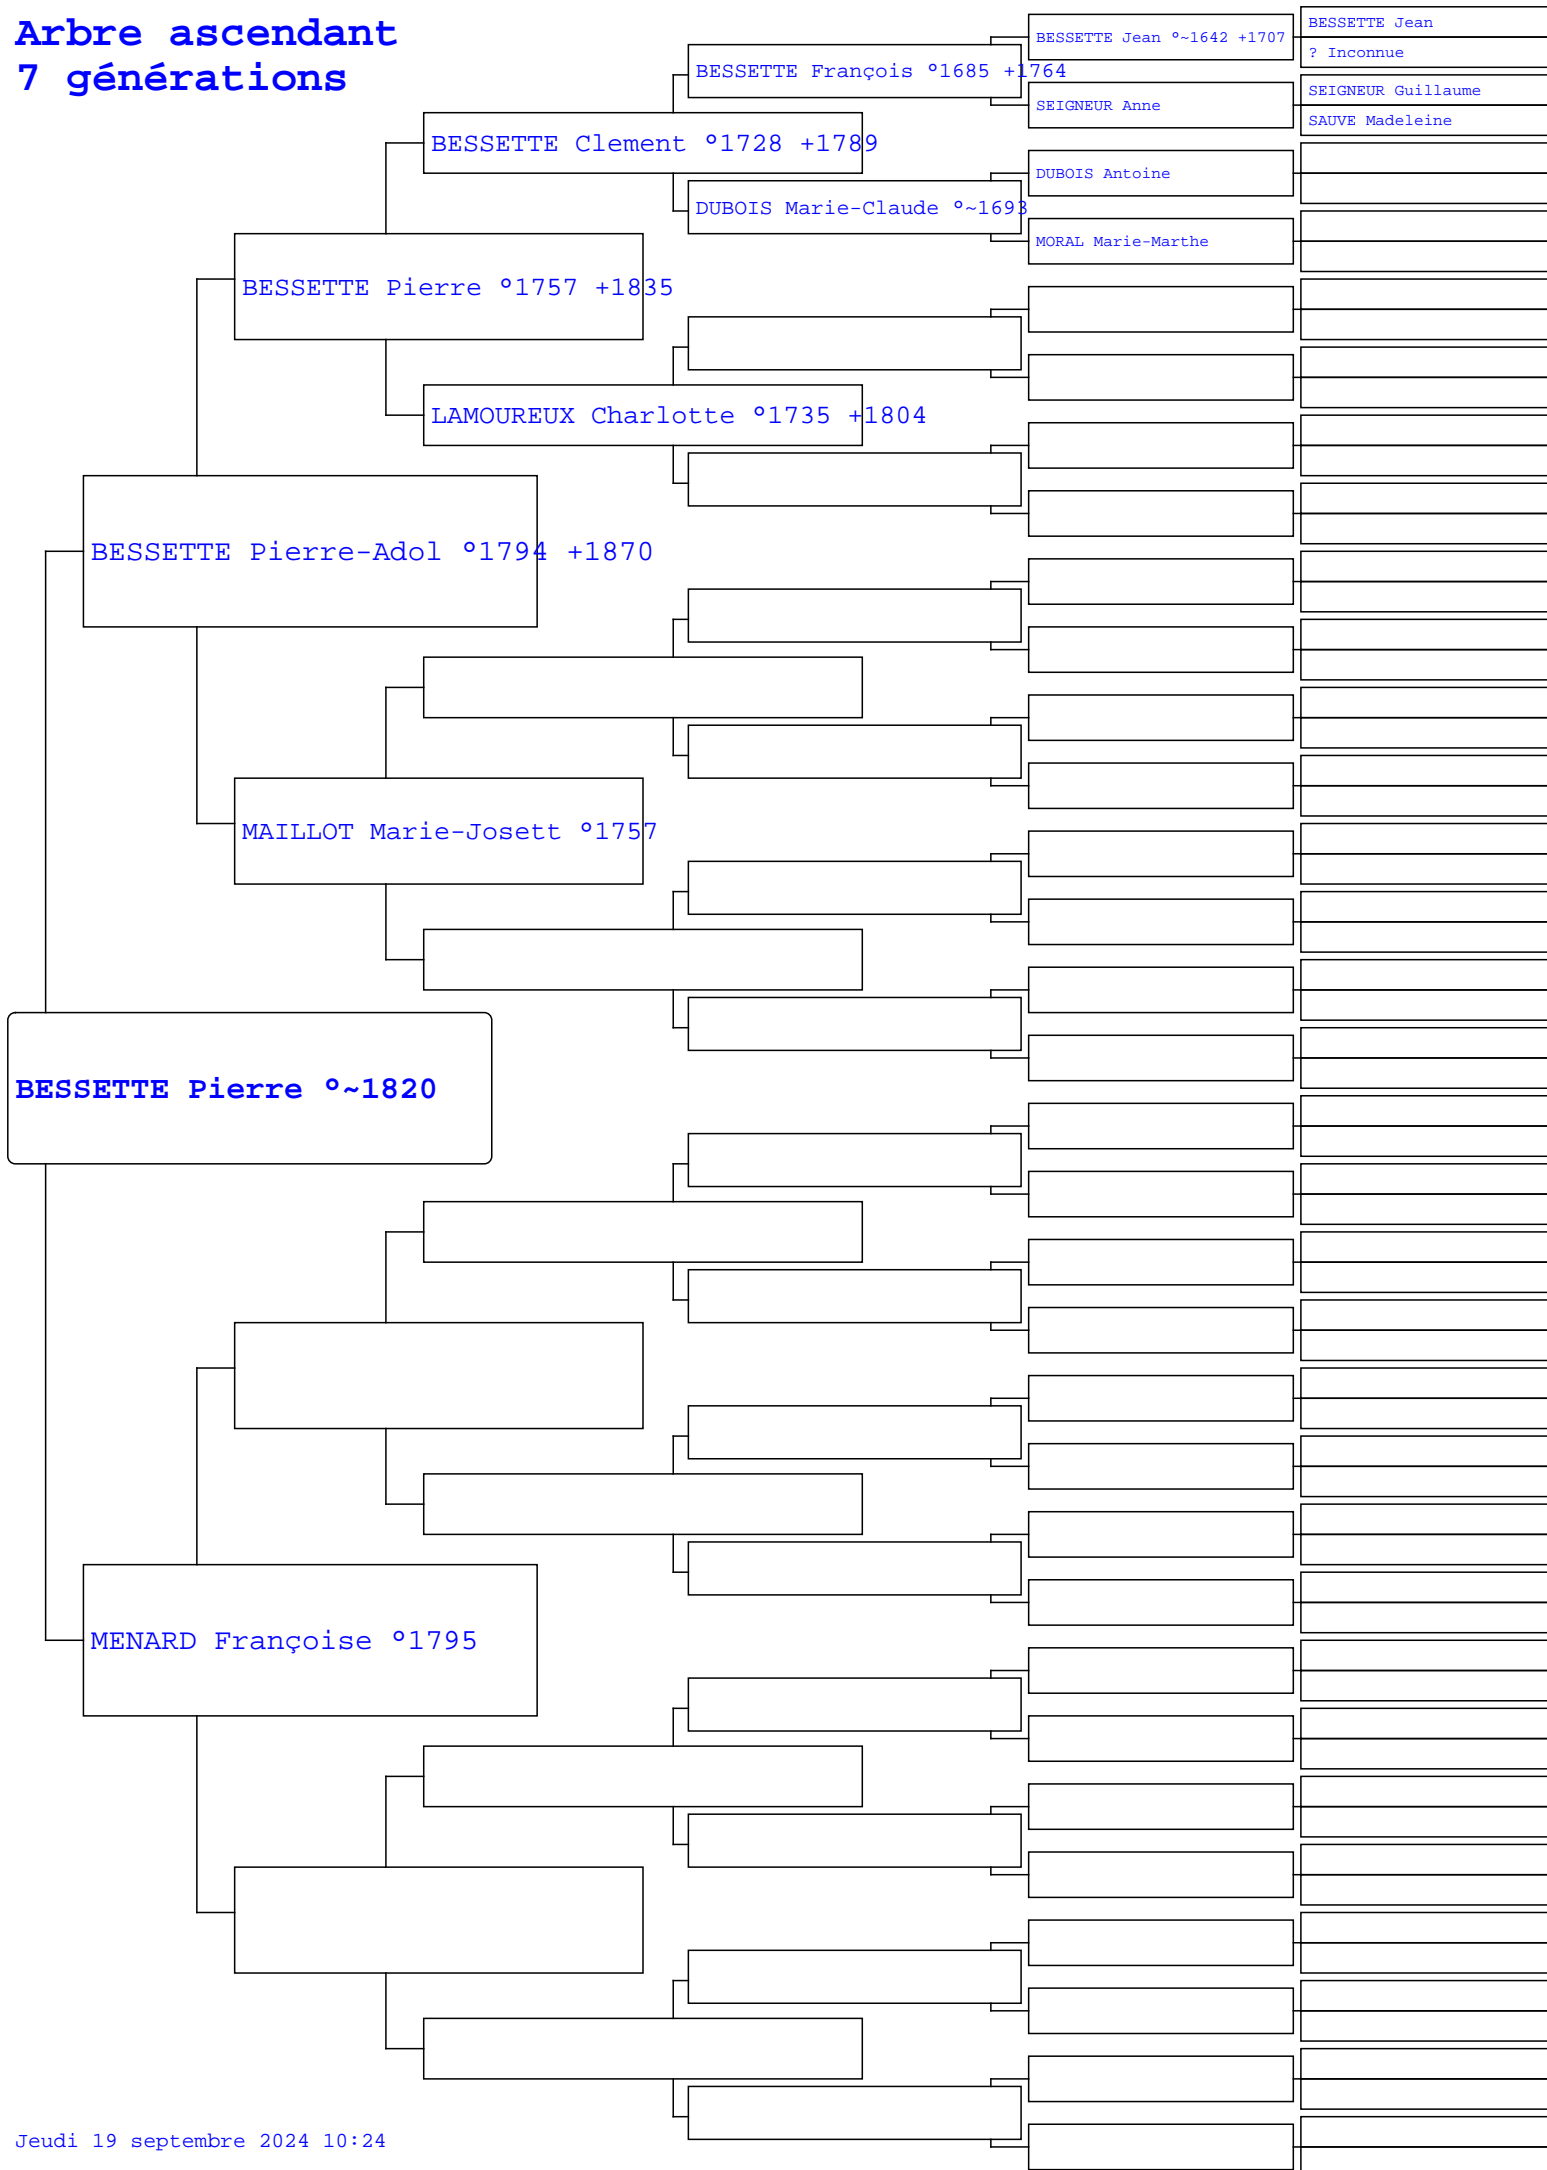 Arbre ascendant
7 générations
BESSETTE Jean
BESSETTE Jean °~1642 +1707
? Inconnue
BESSETTE François °1685 +1764
SEIGNEUR Guillaume
SEIGNEUR Anne
SAUVE Madeleine
BESSETTE Clement °1728 +1789
DUBOIS Antoine
DUBOIS Marie-Claude °~1693
MORAL Marie-Marthe
BESSETTE Pierre °1757 +1835
LAMOUREUX Charlotte °1735 +1804
BESSETTE Pierre-Adol °1794 +1870
MAILLOT Marie-Josett °1757
BESSETTE Pierre °~1820
MENARD Françoise °1795
Jeudi 19 septembre 2024 10:24